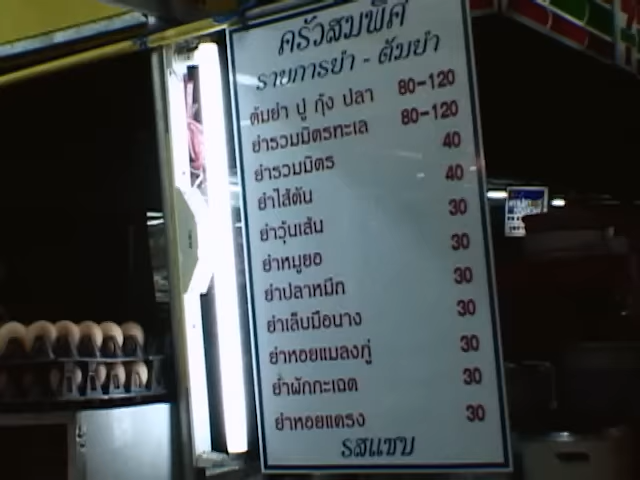 ครัวสมพิศ
รายการยำ - ต้มยำ
ต้มยำ ปู กุ้ง ปลา 80-120
ยำรวมมิตรทะเล 80-120
ยำรวมมิตร 40
ยำไส้ตัน 40
ยำวุ้นเส้น 30
ยำหมูยอ 30
ยำปลาหมึก 30
ยำเล็บมือนาง 30
ยำหอยแมลงภู่ 30
ยำผักกะเฉด 30
ยำหอยแครง 30
รสแซบ